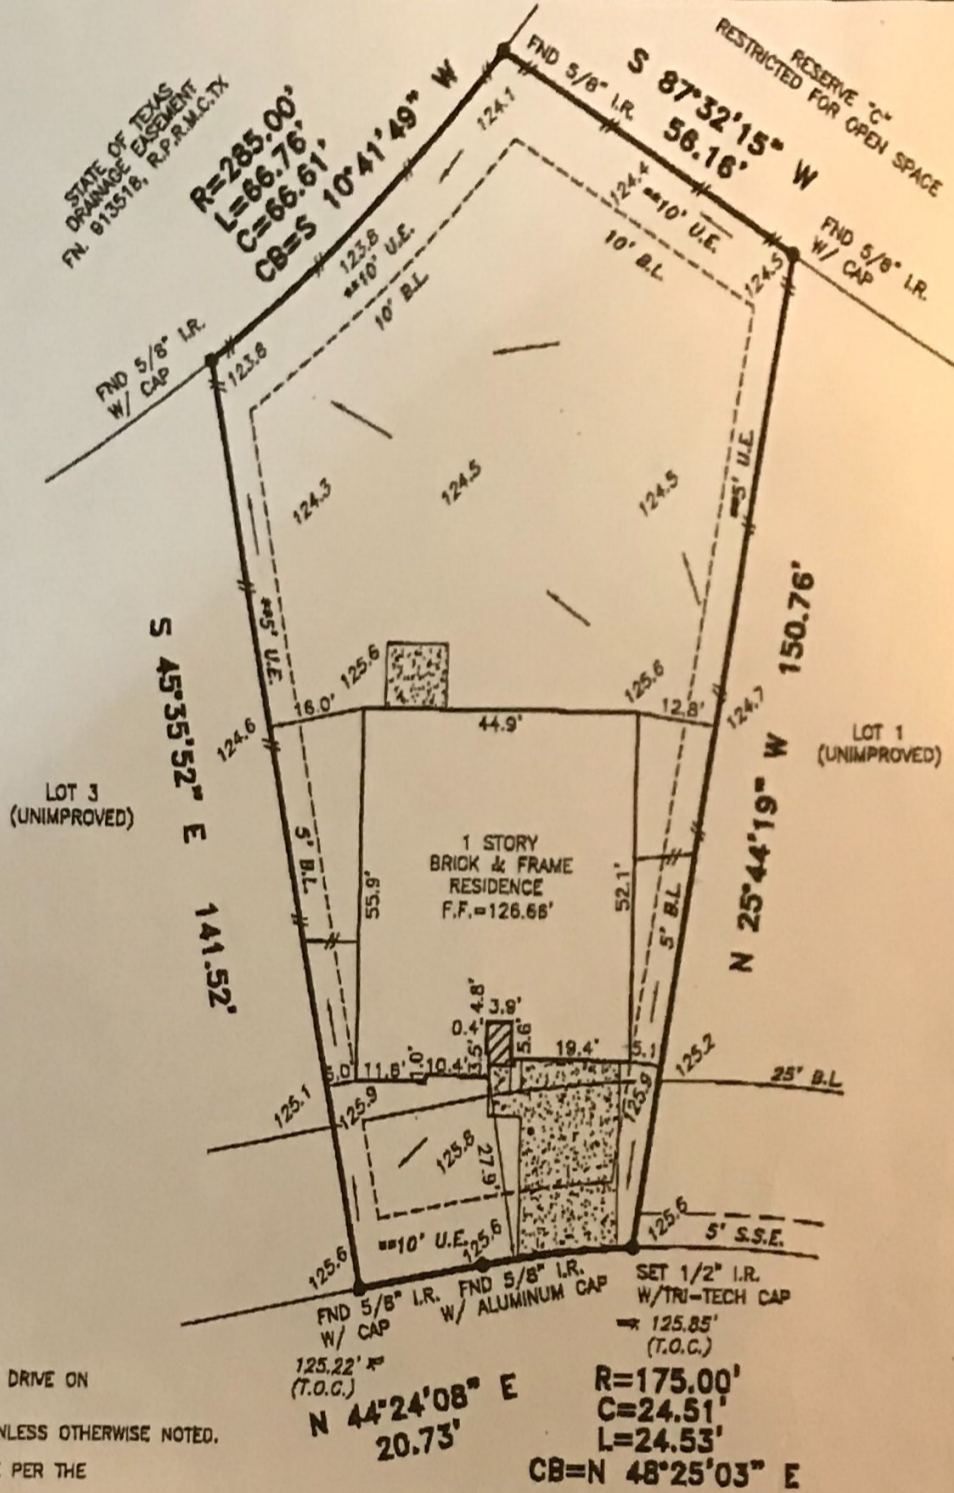 RESERVE "C"
RESTRICTED FOR OPEN SPACE
STATE OF TEXAS
DRAINAGE EASEMENT
FN. 913518, R.P.R.M.C.TX
R=285.00'
L=66.76'
C=66.61'
CB=S 10°41'49" W
FND 5/8" I.R.
S 87°32'15" W
56.16'
124.1
124.4
**10' U.E.
10' B.L.
FND 5/8" I.R.
W/ CAP
124.5
123.8
**10' U.E.
10' B.L.
FND 5/8" I.R.
W/ CAP
123.8
124.3
124.5
124.5
**5' U.E.
**5' U.E.
S 45°35'52" E 141.52'
N 25°44'19" W 150.76'
125.6
125.6
16.0'
44.9'
12.8'
124.6
124.7
LOT 3
(UNIMPROVED)
LOT 1
(UNIMPROVED)
1 STORY
BRICK & FRAME
RESIDENCE
F.F.=126.66'
5' B.L.
55.9'
52.1'
5' B.L.
4.8'
3.9'
0.4'
3.5'
5.6'
5.0'
11.8'
1.0'
10.4'
19.4'
5.1
125.2
25' B.L.
125.1
125.9
125.9
125.8
27.9'
**10' U.E.
125.6
125.6
125.6
5' S.S.E.
FND 5/8" I.R.
W/ CAP
FND 5/8" I.R.
W/ ALUMINUM CAP
SET 1/2" I.R.
W/TRI-TECH CAP
125.85'
(T.O.C.)
125.22'
(T.O.C.)
N 44°24'08" E
20.73'
R=175.00'
C=24.51'
L=24.53'
CB=N 48°25'03" E
DRIVE ON
NLESS OTHERWISE NOTED.
PER THE